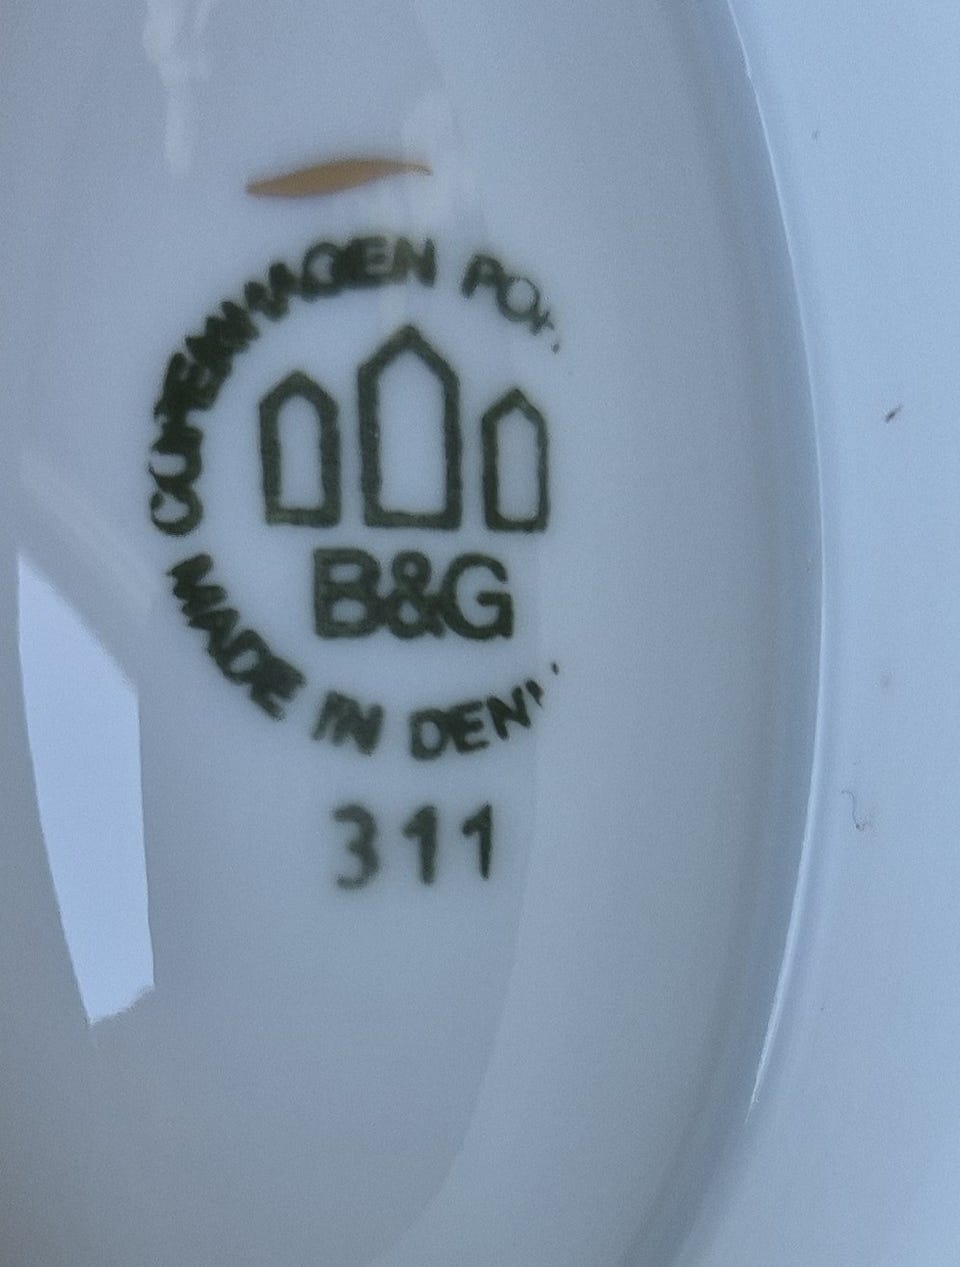 COPENHAGEN POR
B&G
MADE IN DEN
311